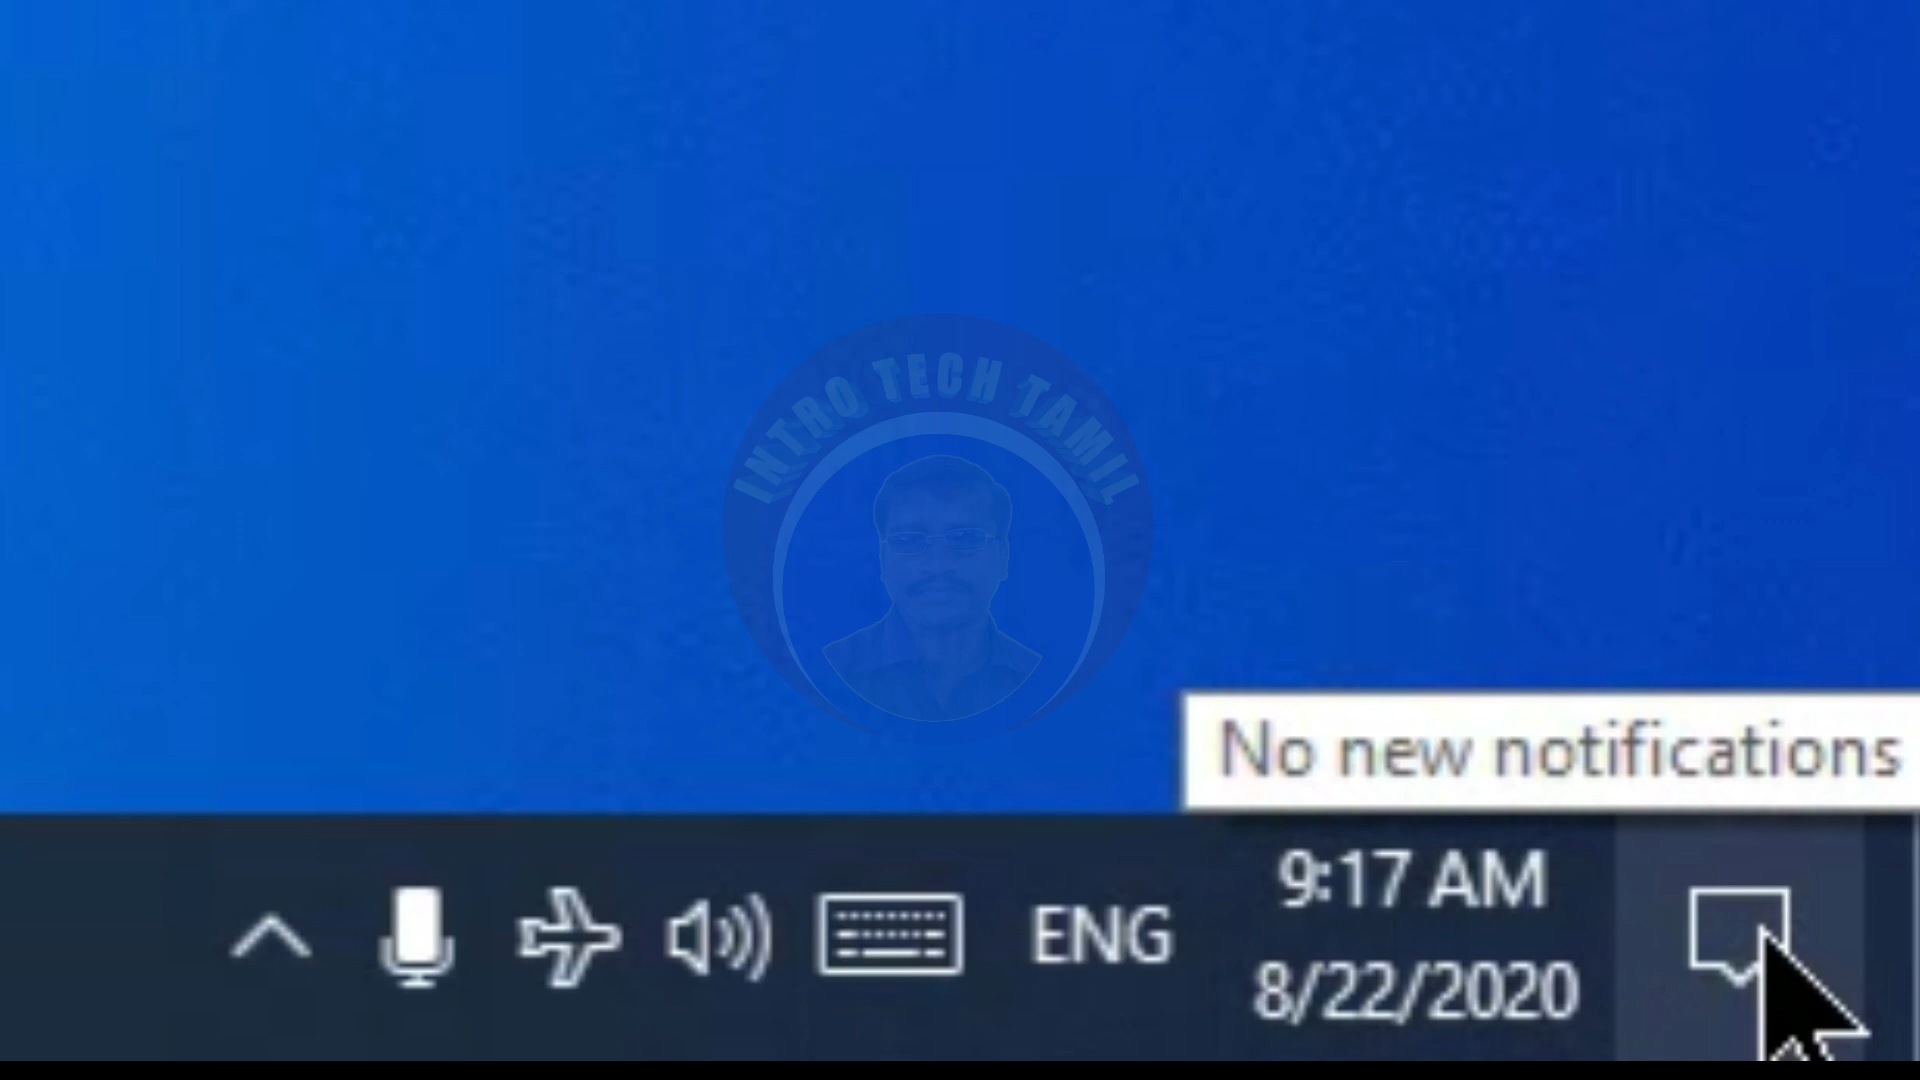 INTRO TECH TAMIL
No new notifications
9:17 AM
ENG
8/22/2020